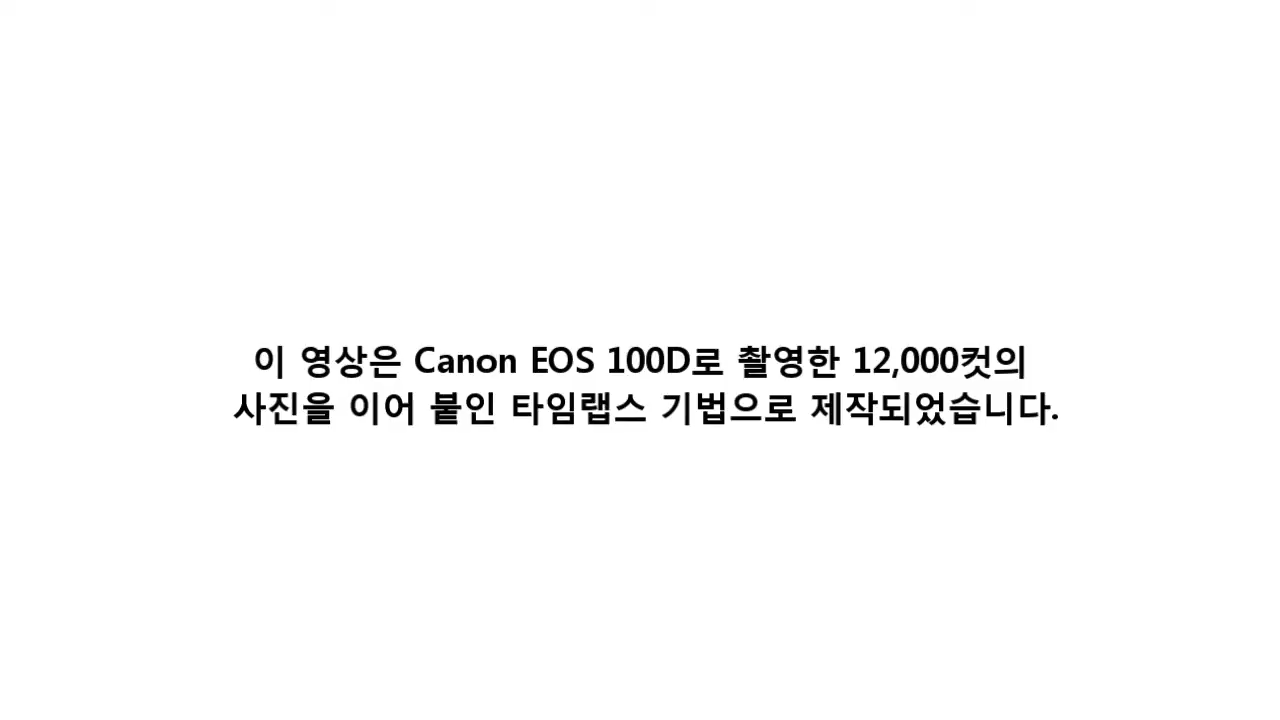 이 영상은 Canon EOS 100D로 촬영한 12,000컷의
사진을 이어 붙인 타임랩스 기법으로 제작되었습니다.